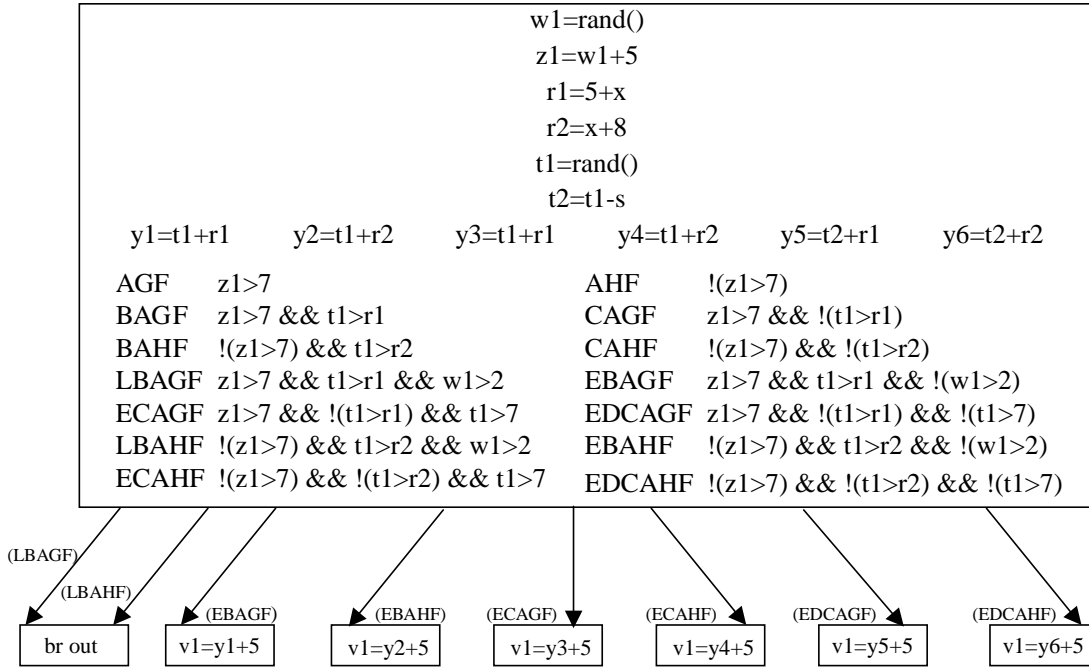 w1=rand()
z1=w1+5
r1=5+x
r2=x+8
t1=rand()
t2=t1-s
y1=t1+r1 y2=t1+r2 y3=t1+r1 y4=t1+r2 y5=t2+r1 y6=t2+r2
AGF z1>7 AHF !(z1>7)
BAGF z1>7 && t1>r1 CAGF z1>7 && !(t1>r1)
BAHF !(z1>7) && t1>r2 CAHF !(z1>7) && !(t1>r2)
LBAGF z1>7 && t1>r1 && w1>2 EBAGF z1>7 && t1>r1 && !(w1>2)
ECAGF z1>7 && !(t1>r1) && t1>7 EDCAGF z1>7 && !(t1>r1) && !(t1>7)
LBAHF !(z1>7) && t1>r2 && w1>2 EBAHF !(z1>7) && t1>r2 && !(w1>2)
ECAHF !(z1>7) && !(t1>r2) && t1>7 EDCAHF !(z1>7) && !(t1>r2) && !(t1>7)
(LBAGF)
(LBAHF)
(EBAGF) (EBAHF) (ECAGF) (ECAHF) (EDCAGF) (EDCAHF)
br out v1=y1+5 v1=y2+5 v1=y3+5 v1=y4+5 v1=y5+5 v1=y6+5